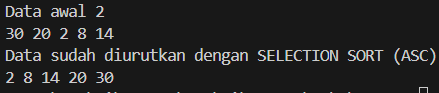 Data awal 2
30 20 2 8 14
Data sudah diurutkan dengan SELECTION SORT (ASC)
2 8 14 20 30